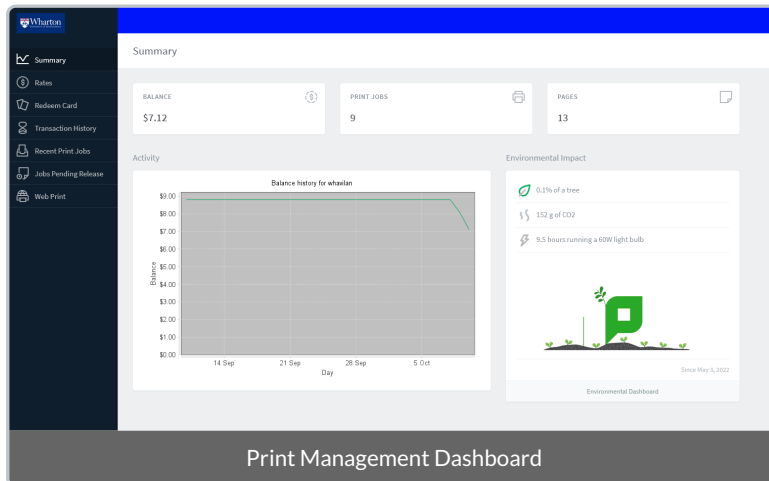 Wharton
Summary
Rates
Redeem Card
Transaction History
Recent Print Jobs
Jobs Pending Release
Web Print
Summary
BALANCE
$7.12
PRINT JOBS
9
PAGES
13
Activity
Balance history for whavilan
$9.00
$8.00
$7.00
$6.00
$5.00
$4.00
$3.00
$2.00
$1.00
$0.00
Balance
14 Sep 21 Sep 28 Sep 5 Oct
Day
Environmental Impact
0.1% of a tree
152 g of CO2
9.5 hours running a 60W light bulb
Since May 3, 2022
Environmental Dashboard
Print Management Dashboard